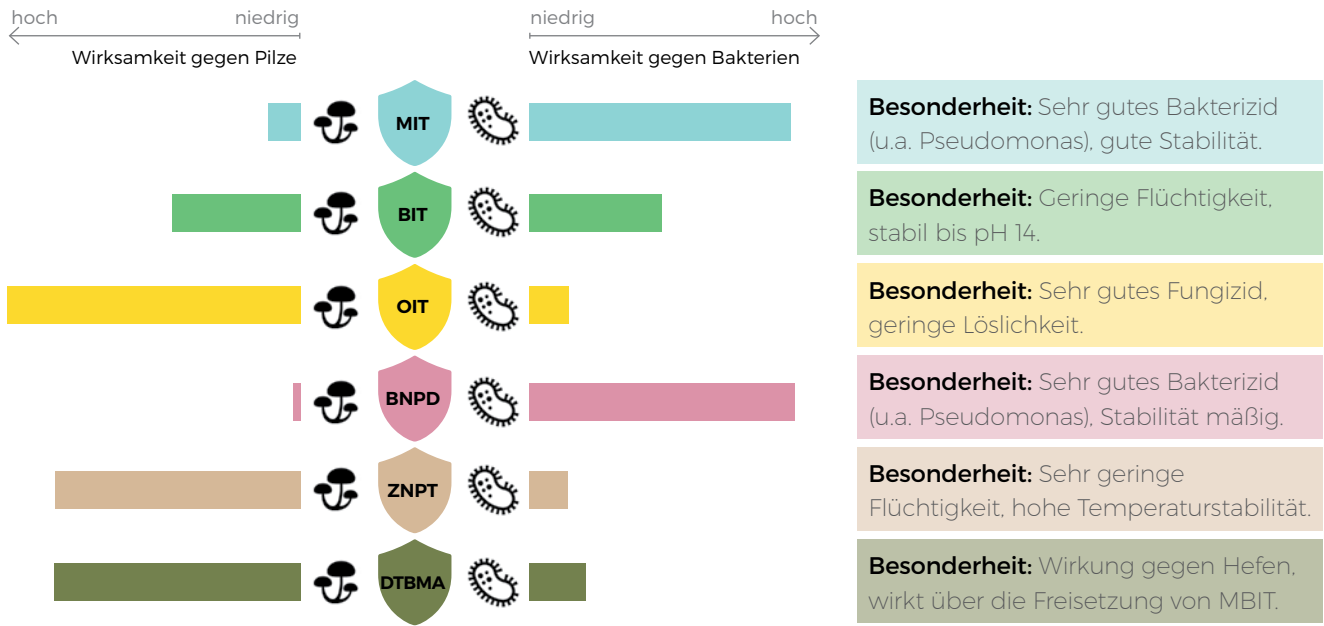 hoch niedrig niedrig hoch
Wirksamkeit gegen Pilze Wirksamkeit gegen Bakterien
MIT
Besonderheit: Sehr gutes Bakterizid
(u.a. Pseudomonas), gute Stabilität.
BIT
Besonderheit: Geringe Flüchtigkeit,
stabil bis pH 14.
OIT
Besonderheit: Sehr gutes Fungizid,
geringe Löslichkeit.
BNPD
Besonderheit: Sehr gutes Bakterizid
(u.a. Pseudomonas), Stabilität mäßig.
ZNPT
Besonderheit: Sehr geringe
Flüchtigkeit, hohe Temperaturstabilität.
DTBMA
Besonderheit: Wirkung gegen Hefen,
wirkt über die Freisetzung von MBIT.